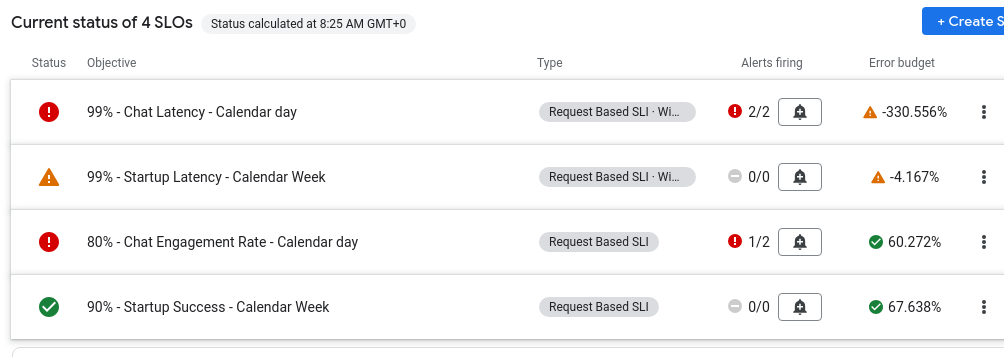 Current status of 4 SLOs Status calculated at 8:25 AM GMT+0 + Create S
Status Objective Type Alerts firing Error budget
99% - Chat Latency - Calendar day Request Based SLI · Wi... 2/2 -330.556%
99% - Startup Latency - Calendar Week Request Based SLI · Wi... 0/0 -4.167%
80% - Chat Engagement Rate - Calendar day Request Based SLI 1/2 60.272%
90% - Startup Success - Calendar Week Request Based SLI 0/0 67.638%